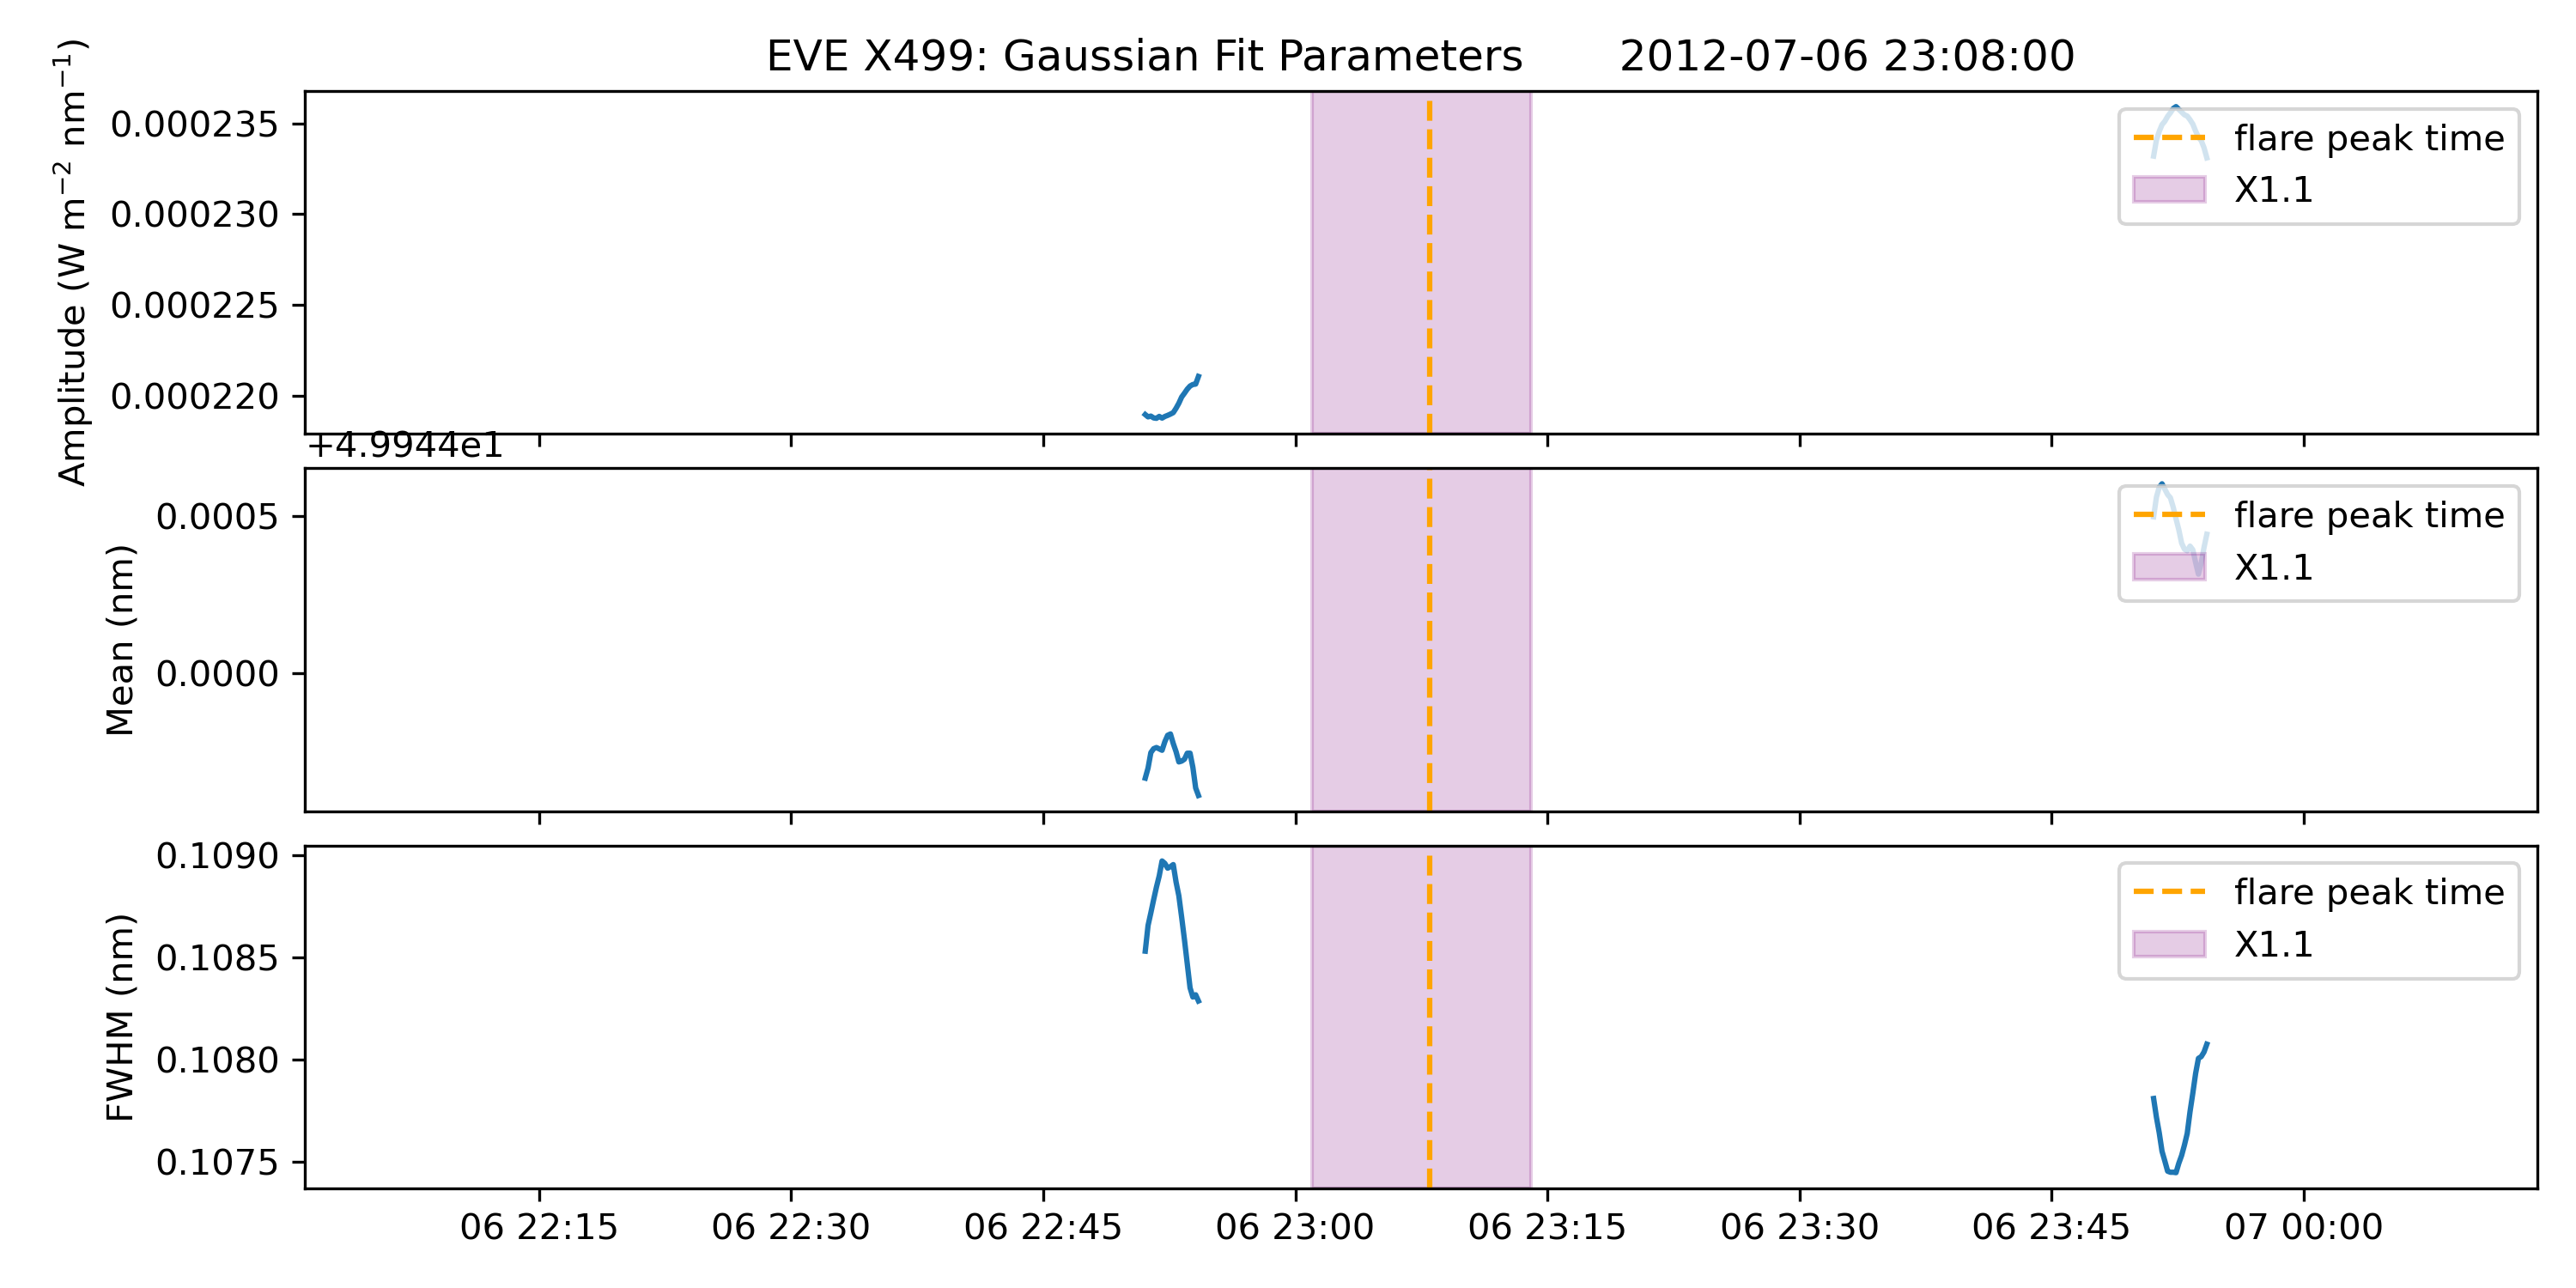 EVE X499: Gaussian Fit Parameters 2012-07-06 23:08:00
Amplitude (W m⁻² nm⁻¹)
0.000235
0.000230
0.000225
0.000220
flare peak time
X1.1
+4.9944e1
Mean (nm)
0.0005
0.0000
flare peak time
X1.1
FWHM (nm)
0.1090
0.1085
0.1080
0.1075
flare peak time
X1.1
06 22:15 06 22:30 06 22:45 06 23:00 06 23:15 06 23:30 06 23:45 07 00:00